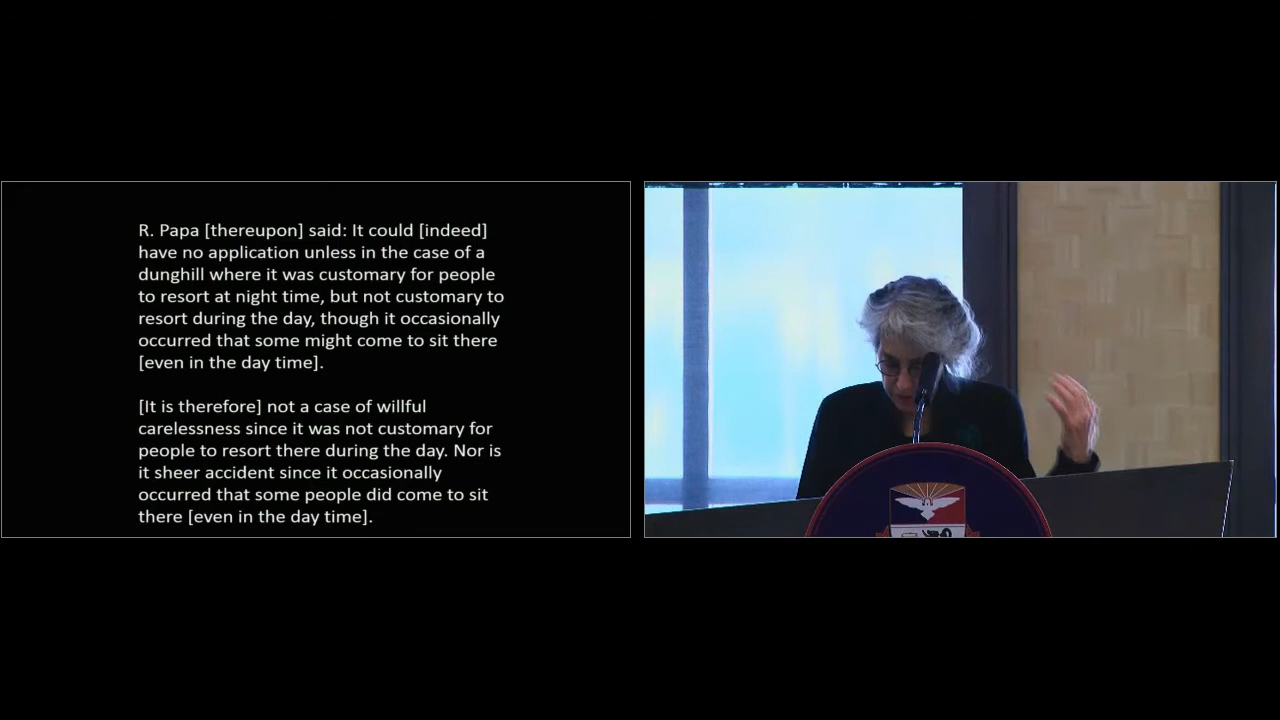 R. Papa [thereupon] said: It could [indeed]
have no application unless in the case of a
dunghill where it was customary for people
to resort at night time, but not customary to
resort during the day, though it occasionally
occurred that some might come to sit there
[even in the day time].
[It is therefore] not a case of willful
carelessness since it was not customary for
people to resort there during the day. Nor is
it sheer accident since it occasionally
occurred that some people did come to sit
there [even in the day time].